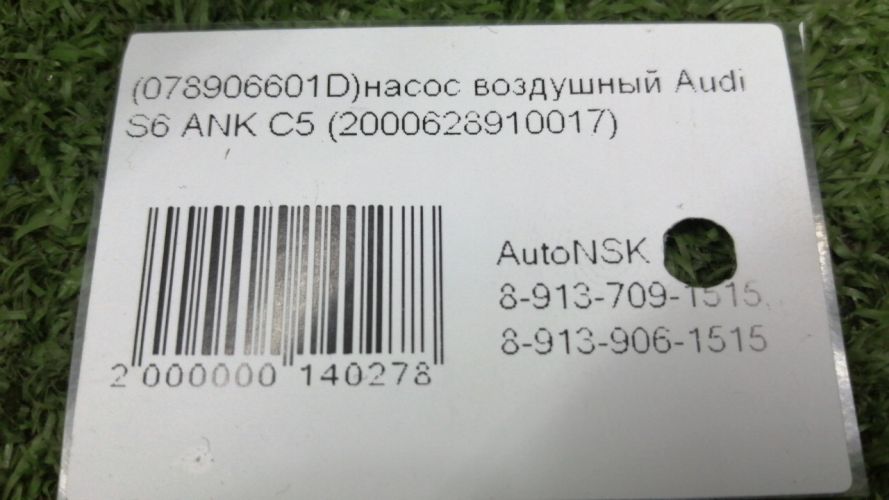 (078906601D)насос воздушный Audi
S6 ANK C5 (2000628910017)
AutoNSK
8-913-709-1515
8-913-906-1515
2 000000 140278